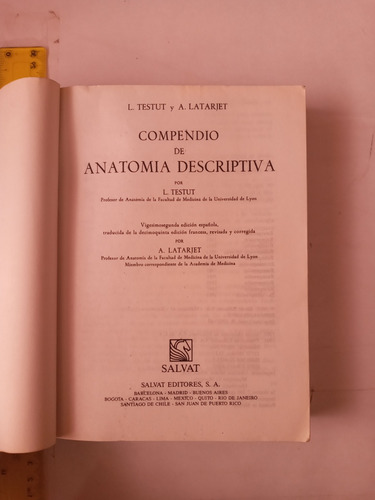 L. TESTUT y A. LATARJET
COMPENDIO
DE
ANATOMIA DESCRIPTIVA
POR
L. TESTUT
Profesor de Anatomía de la Facultad de Medicina de la Universidad de Lyon
Vigesimosegunda edición española,
traducida de la decimoquinta edición francesa, revisada y corregida
POR
A. LATARJET
Profesor de Anatomía de la Facultad de Medicina de la Universidad de Lyon
Miembro correspondiente de la Academia de Medicina
SALVAT
SALVAT EDITORES, S. A.
BARCELONA - MADRID - BUENOS AIRES
BOGOTA - CARACAS - LIMA - MEXICO - QUITO - RIO DE JANEIRO
SANTIAGO DE CHILE - SAN JUAN DE PUERTO RICO